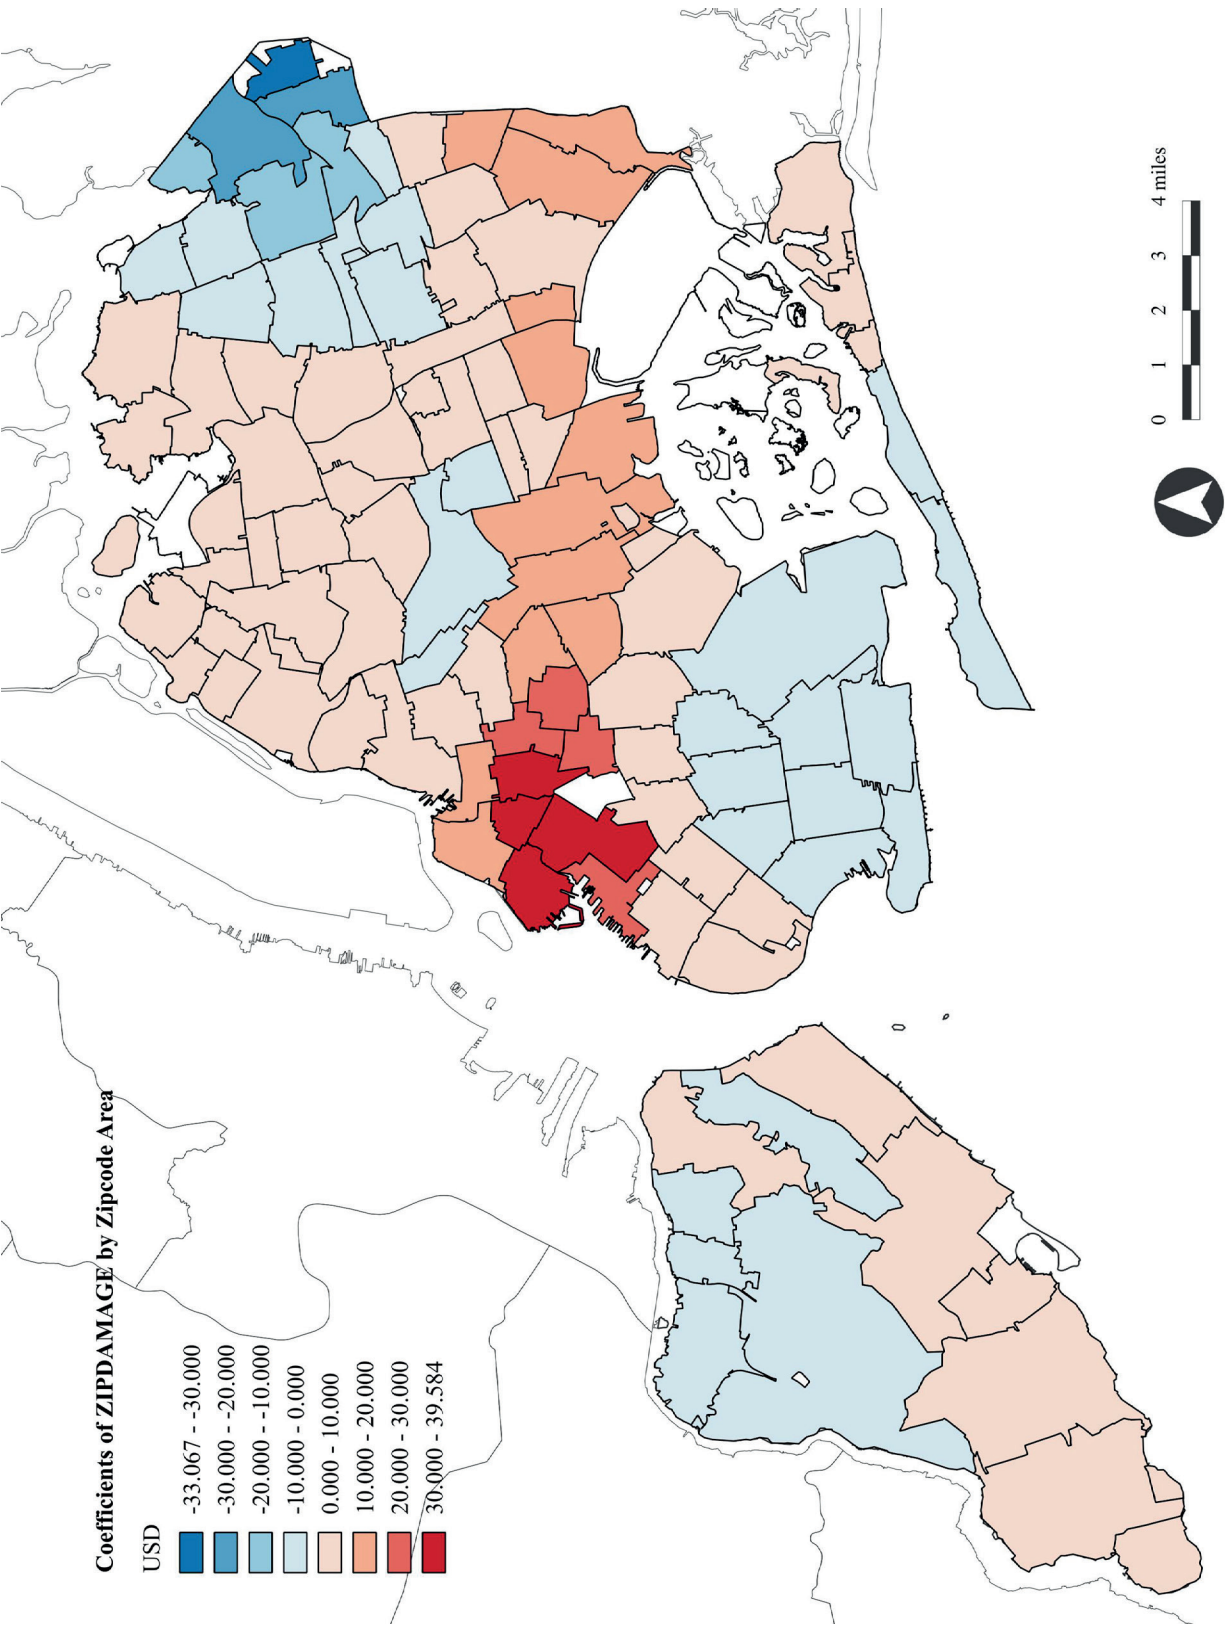 Coefficients of ZIPDAMAGE by Zipcode Area
USD
-33.067 - -30.000
-30.000 - -20.000
-20.000 - -10.000
-10.000 - 0.000
0.000 - 10.000
10.000 - 20.000
20.000 - 30.000
30.000 - 39.584
0 1 2 3 4 miles